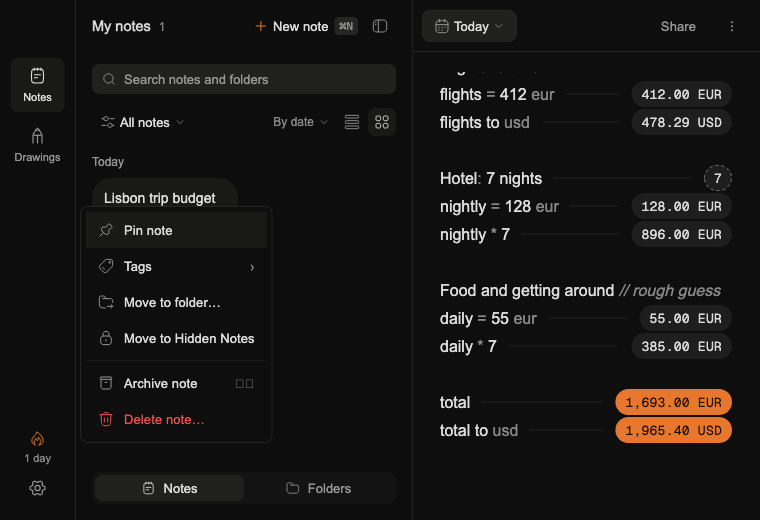 Notes
Drawings
1 day
My notes 1
New note ⌘N
Search notes and folders
All notes
By date
Today
Lisbon trip budget
Pin note
Tags
Move to folder…
Move to Hidden Notes
Archive note
Delete note…
Notes
Folders
Today
Share
flights = 412 eur 412.00 EUR
flights to usd 478.29 USD
Hotel: 7 nights 7
nightly = 128 eur 128.00 EUR
nightly * 7 896.00 EUR
Food and getting around // rough guess
daily = 55 eur 55.00 EUR
daily * 7 385.00 EUR
total 1,693.00 EUR
total to usd 1,965.40 USD